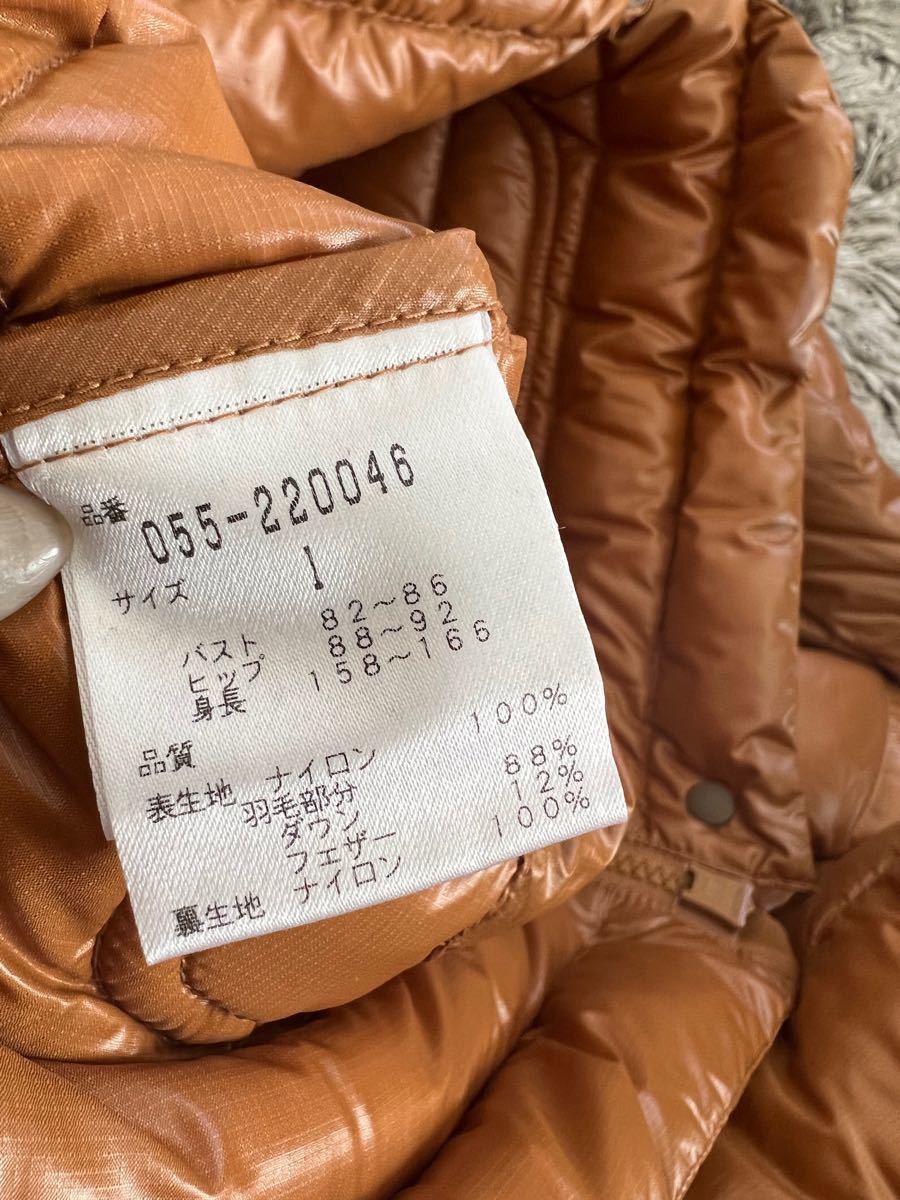 品番 055-220046
サイズ 1
バスト 82～86
ヒップ 88～92
身長 158～166
品質
表生地 ナイロン 100%
羽毛部分
ダウン 88%
フェザー 12%
裏生地 ナイロン 100%